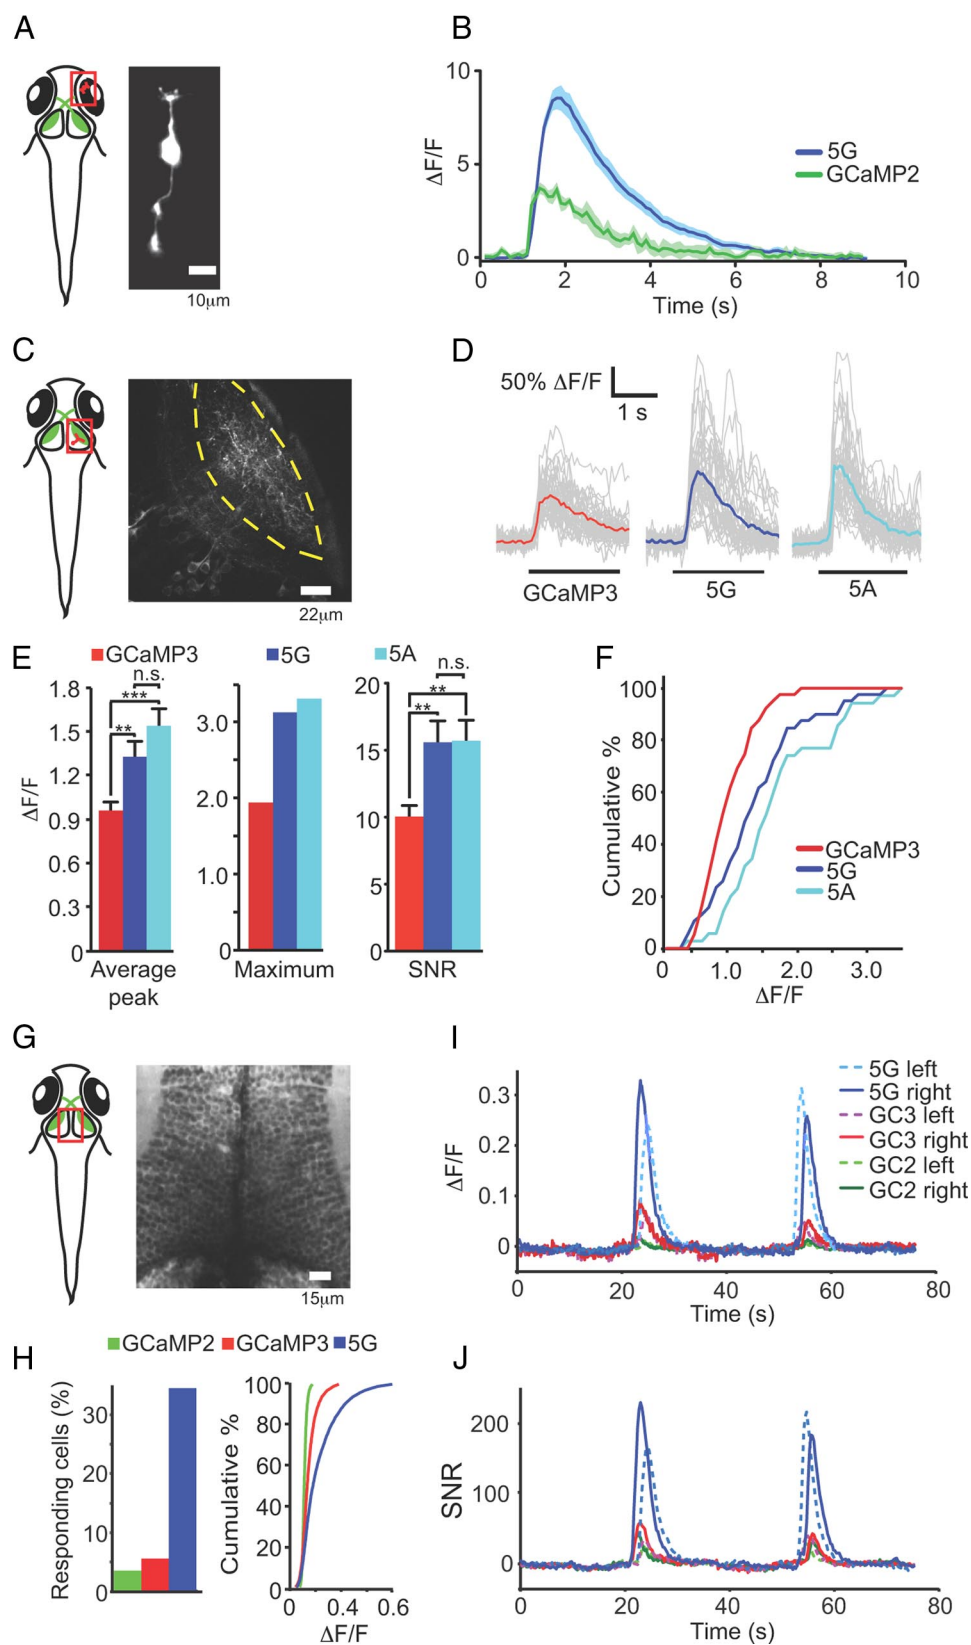 A
10μm
B
10
5
0
ΔF/F
5G
GCaMP2
0 2 4 6 8 10
Time (s)
C
22μm
D
50% ΔF/F
1 s
GCaMP3
5G
5A
E
GCaMP3 5G 5A
n.s.
***
**
1.8
1.5
1.2
0.9
0.6
0.3
0
ΔF/F
Average
peak
3.0
2.0
1.0
0
Maximum
n.s.
**
**
20
15
10
5
0
SNR
F
100
80
60
40
20
0
Cumulative %
GCaMP3
5G
5A
0 1.0 2.0 3.0
ΔF/F
G
15μm
H
GCaMP2 GCaMP3 5G
Responding cells (%)
30
20
10
0
Cumulative %
100
80
60
40
20
0
0 0.4 0.6
ΔF/F
I
5G left
5G right
GC3 left
GC3 right
GC2 left
GC2 right
0.3
0.2
0.1
0
ΔF/F
0 20 40 60 80
Time (s)
J
200
100
0
SNR
0 20 40 60 80
Time (s)